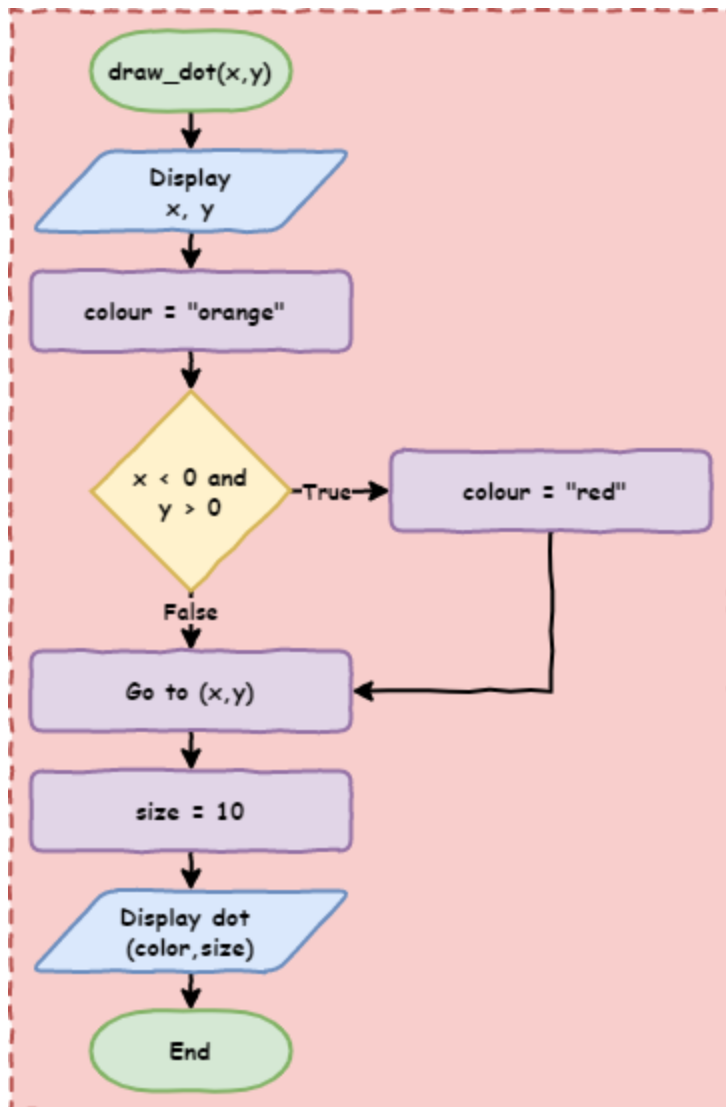 draw_dot(x,y)
Display
x, y
colour = "orange"
x < 0 and
y > 0
True
colour = "red"
False
Go to (x,y)
size = 10
Display dot
(color,size)
End